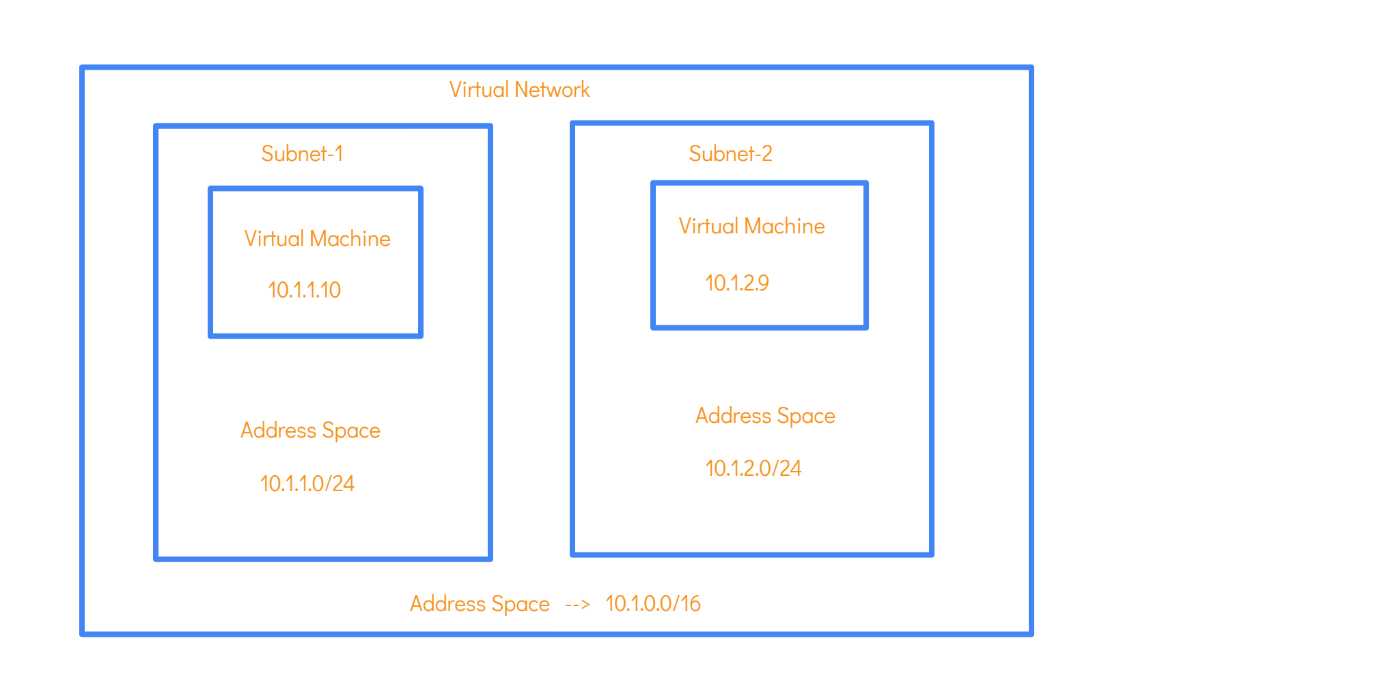 Virtual Network
Subnet-1
Virtual Machine
10.1.1.10
Address Space
10.1.1.0/24
Subnet-2
Virtual Machine
10.1.2.9
Address Space
10.1.2.0/24
Address Space --> 10.1.0.0/16